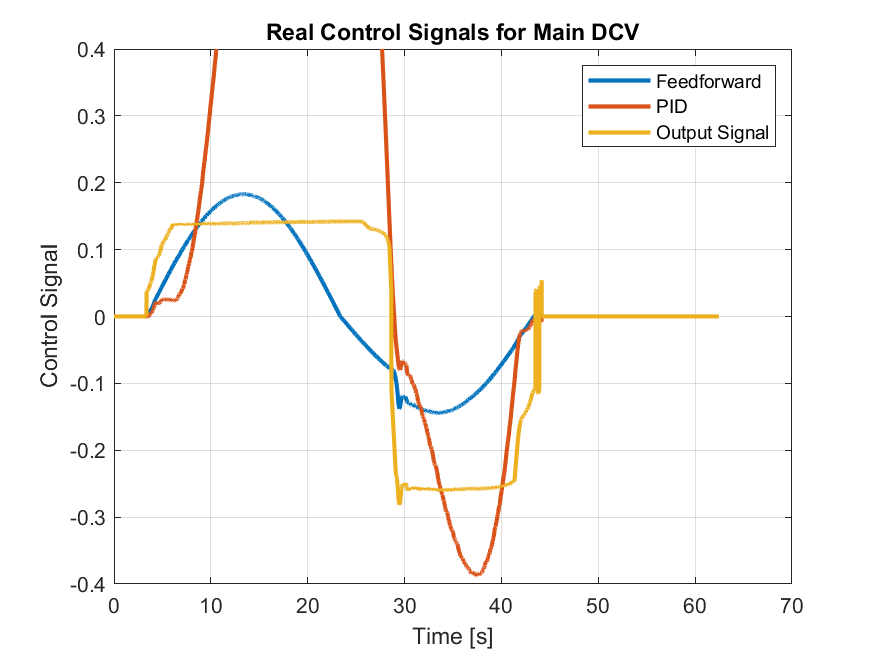 Real Control Signals for Main DCV
0.4
0.3
0.2
0.1
0
-0.1
-0.2
-0.3
-0.4
Control Signal
Feedforward
PID
Output Signal
0 10 20 30 40 50 60 70
Time [s]